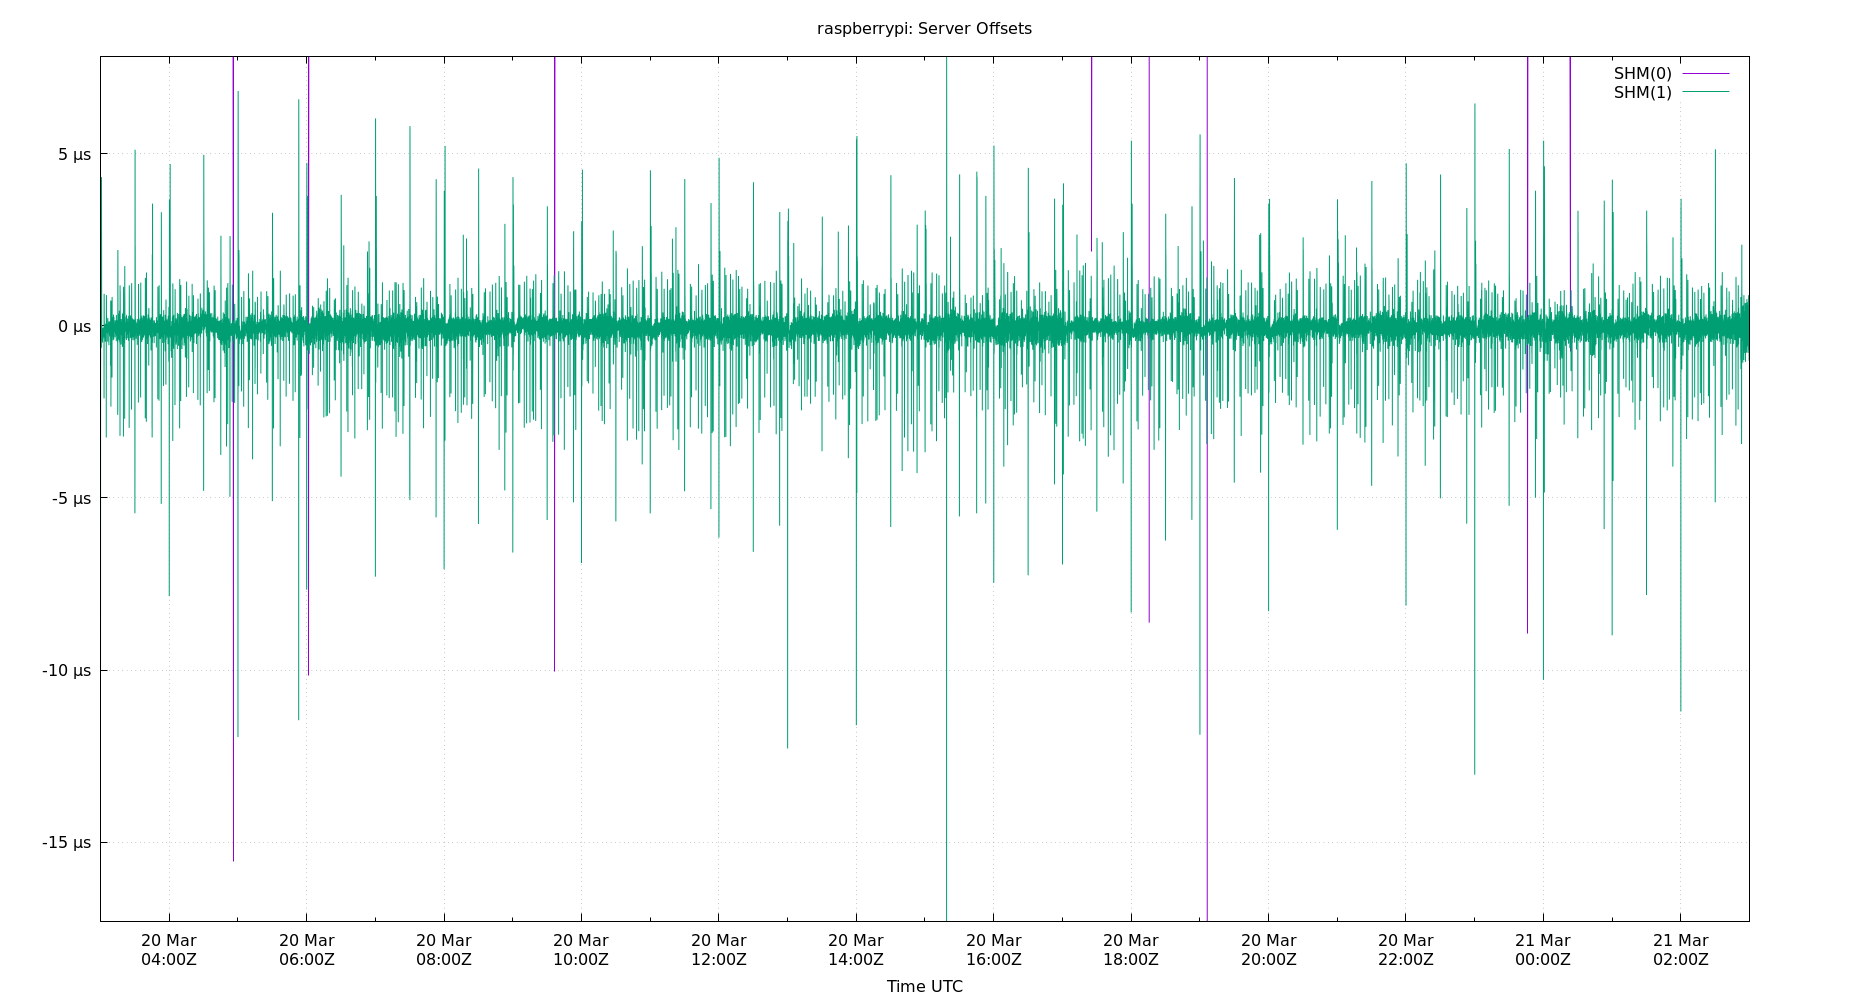 raspberrypi: Server Offsets
SHM(0)
SHM(1)
5 µs
0 µs
-5 µs
-10 µs
-15 µs
20 Mar 20 Mar 20 Mar 20 Mar 20 Mar 20 Mar 20 Mar 20 Mar 20 Mar 20 Mar 21 Mar 21 Mar
04:00Z 06:00Z 08:00Z 10:00Z 12:00Z 14:00Z 16:00Z 18:00Z 20:00Z 22:00Z 00:00Z 02:00Z
Time UTC